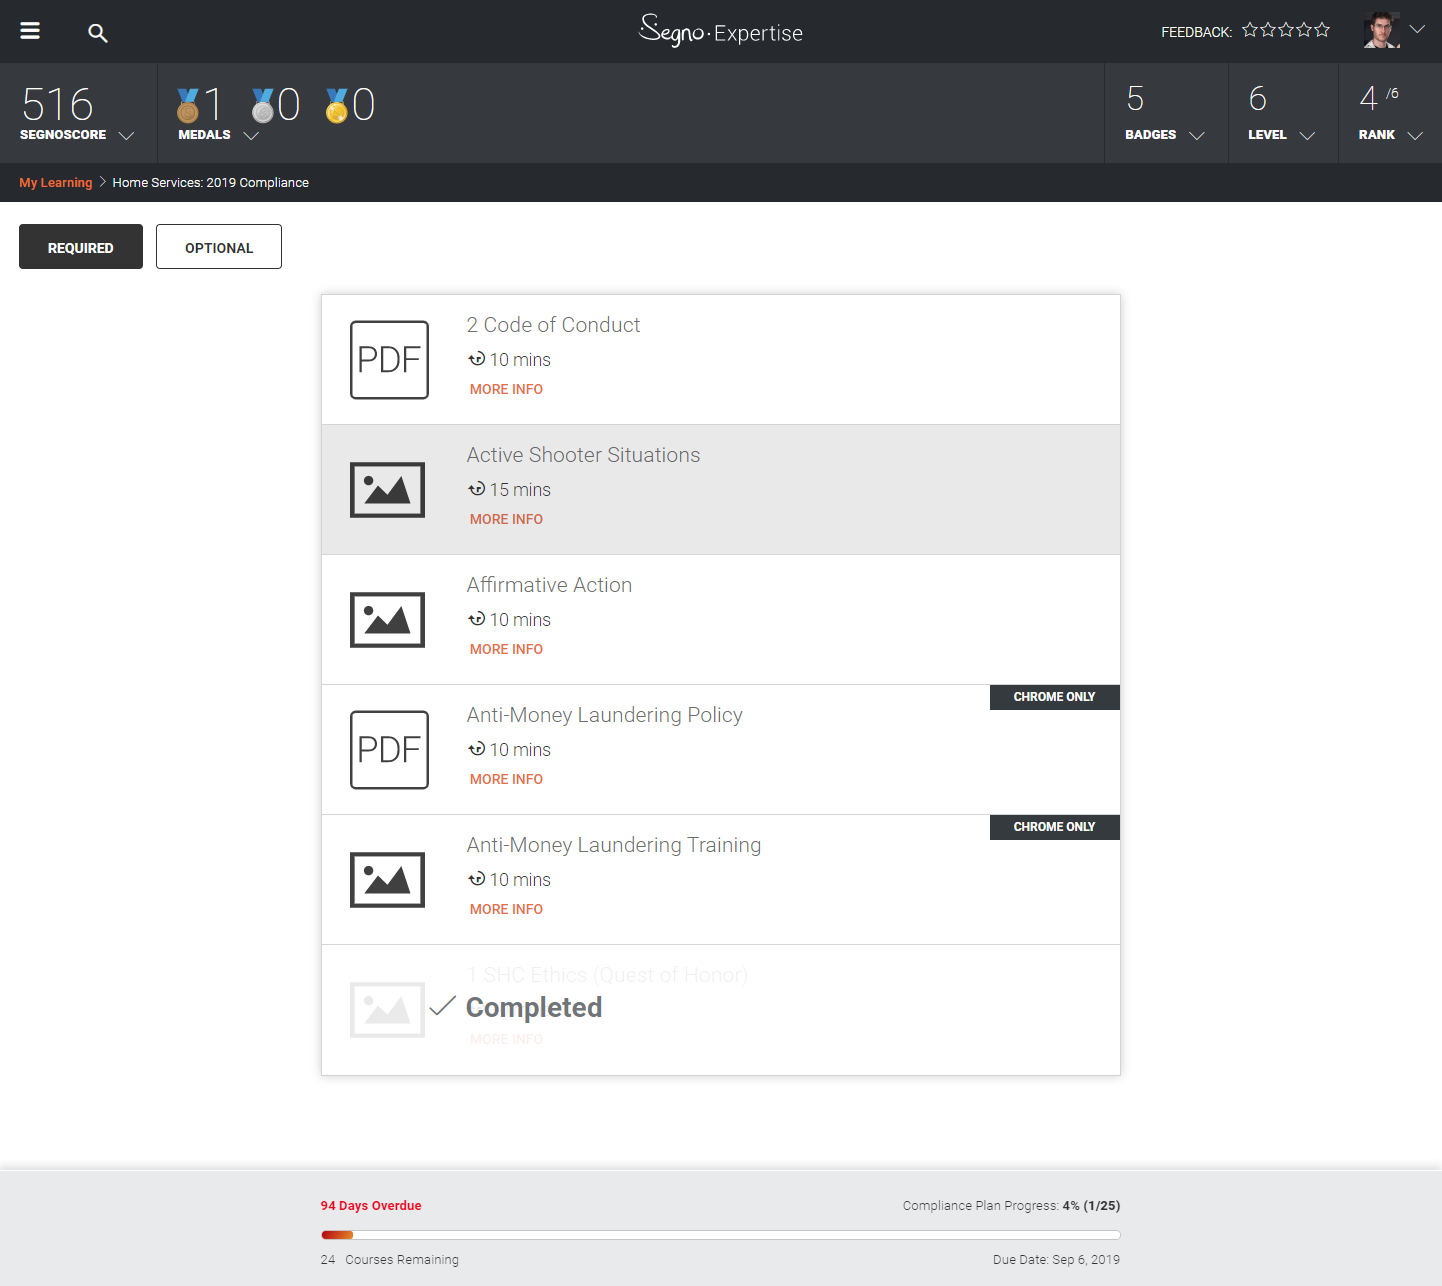 Segno · Expertise
FEEDBACK:
516
SEGNOSCORE
1 0 0
MEDALS
5
BADGES
6
LEVEL
4 /6
RANK
My Learning > Home Services: 2019 Compliance
REQUIRED
OPTIONAL
PDF
2 Code of Conduct
10 mins
MORE INFO
Active Shooter Situations
15 mins
MORE INFO
Affirmative Action
10 mins
MORE INFO
CHROME ONLY
PDF
Anti-Money Laundering Policy
10 mins
MORE INFO
CHROME ONLY
Anti-Money Laundering Training
10 mins
MORE INFO
1 SHC Ethics (Quest of Honor)
Completed
MORE INFO
94 Days Overdue
Compliance Plan Progress: 4% (1/25)
24 Courses Remaining
Due Date: Sep 6, 2019